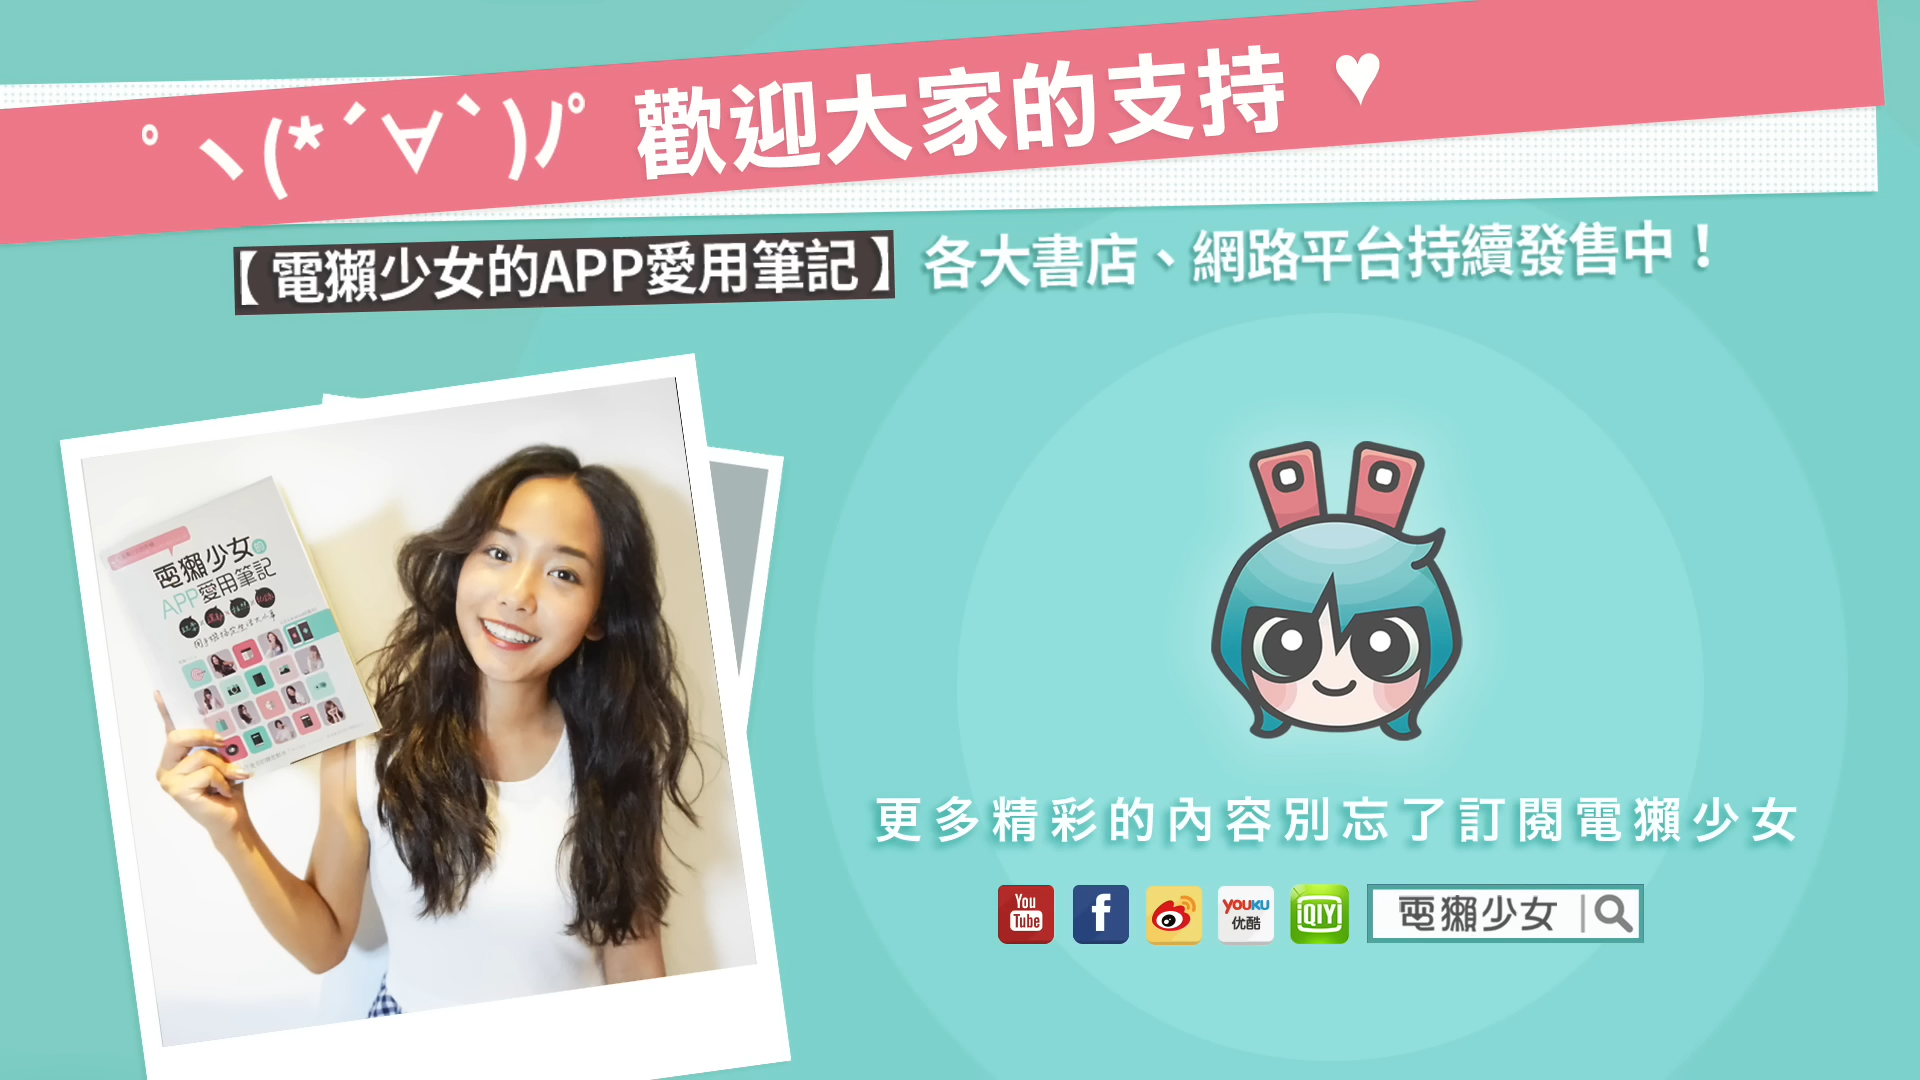 °ヽ(*´∀`)ﾉ° 歡迎大家的支持 ♥
【電獺少女的APP愛用筆記】 各大書店、網路平台持續發售中！
電獺少女的
APP愛用筆記
更多精彩的內容別忘了訂閱電獺少女
You Tube
f
YOUKU 优酷
iQIYI
電獺少女